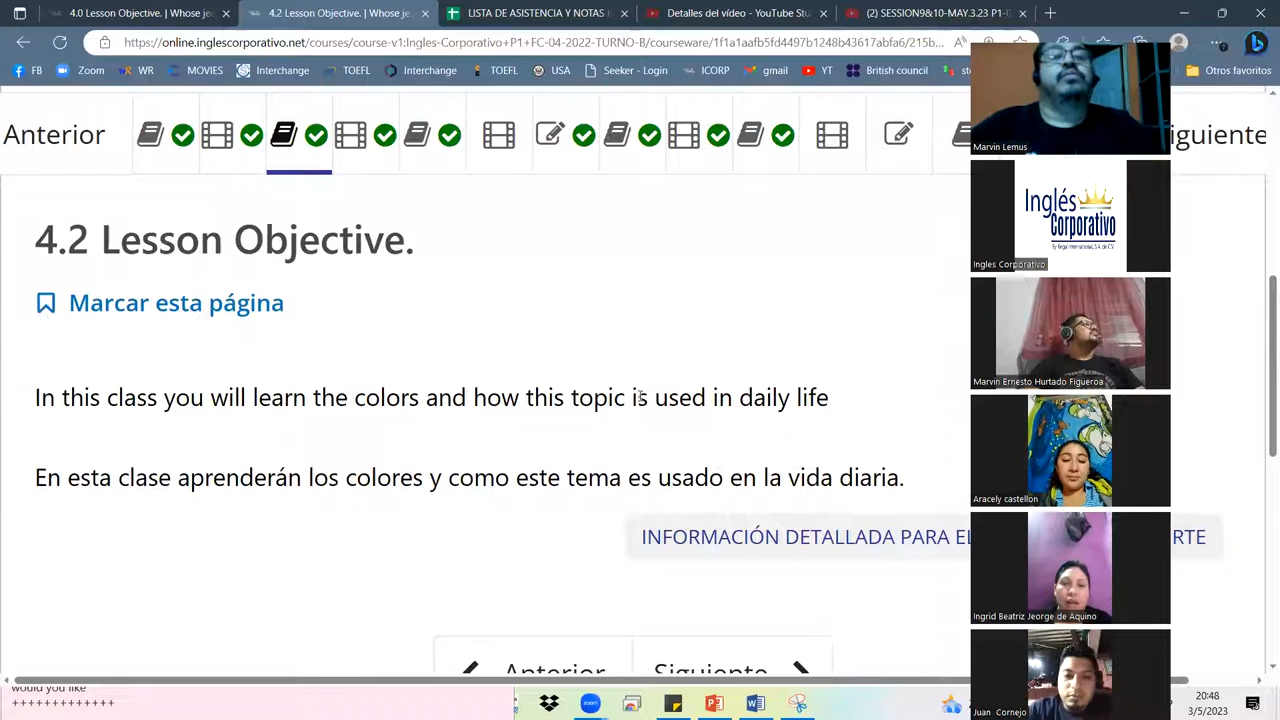 4.0 Lesson Objective. | Whose je
4.2 Lesson Objective. | Whose je
LISTA DE ASISTENCIA Y NOTAS
Detalles del vídeo - YouTube Stu
(2) SESSION9&10-MAY.3.23 P1-
https://online.inglescorporativo.net/courses/course-v1:Ingles-Corporativo+P1+FC-04-2022-TURNO-B/courseware/1f1a1aafb5fd4497b1248b43617abfa6/215b...
FB
Zoom
WR
MOVIES
Interchange
TOEFL
Interchange
TOEFL
USA
Seeker - Login
ICORP
gmail
YT
British council
Otros favoritos
Anterior
iguiente
4.2 Lesson Objective.
Marcar esta página
In this class you will learn the colors and how this topic is used in daily life
En esta clase aprenderán los colores y como este tema es usado en la vida diaria.
INFORMACIÓN DETALLADA PARA EL
RTE
Anterior
Siguiente
would you like
+++++++++++++
Marvin Lemus
Inglés
Corporativo
By Regal International, S.A. de C.V.
Ingles Corporativo
Marvin Ernesto Hurtado Figueroa
Aracely castellon
Ingrid Beatriz Jeorge de Aquino
Juan Cornejo
zoom
20:48
3/5/2023